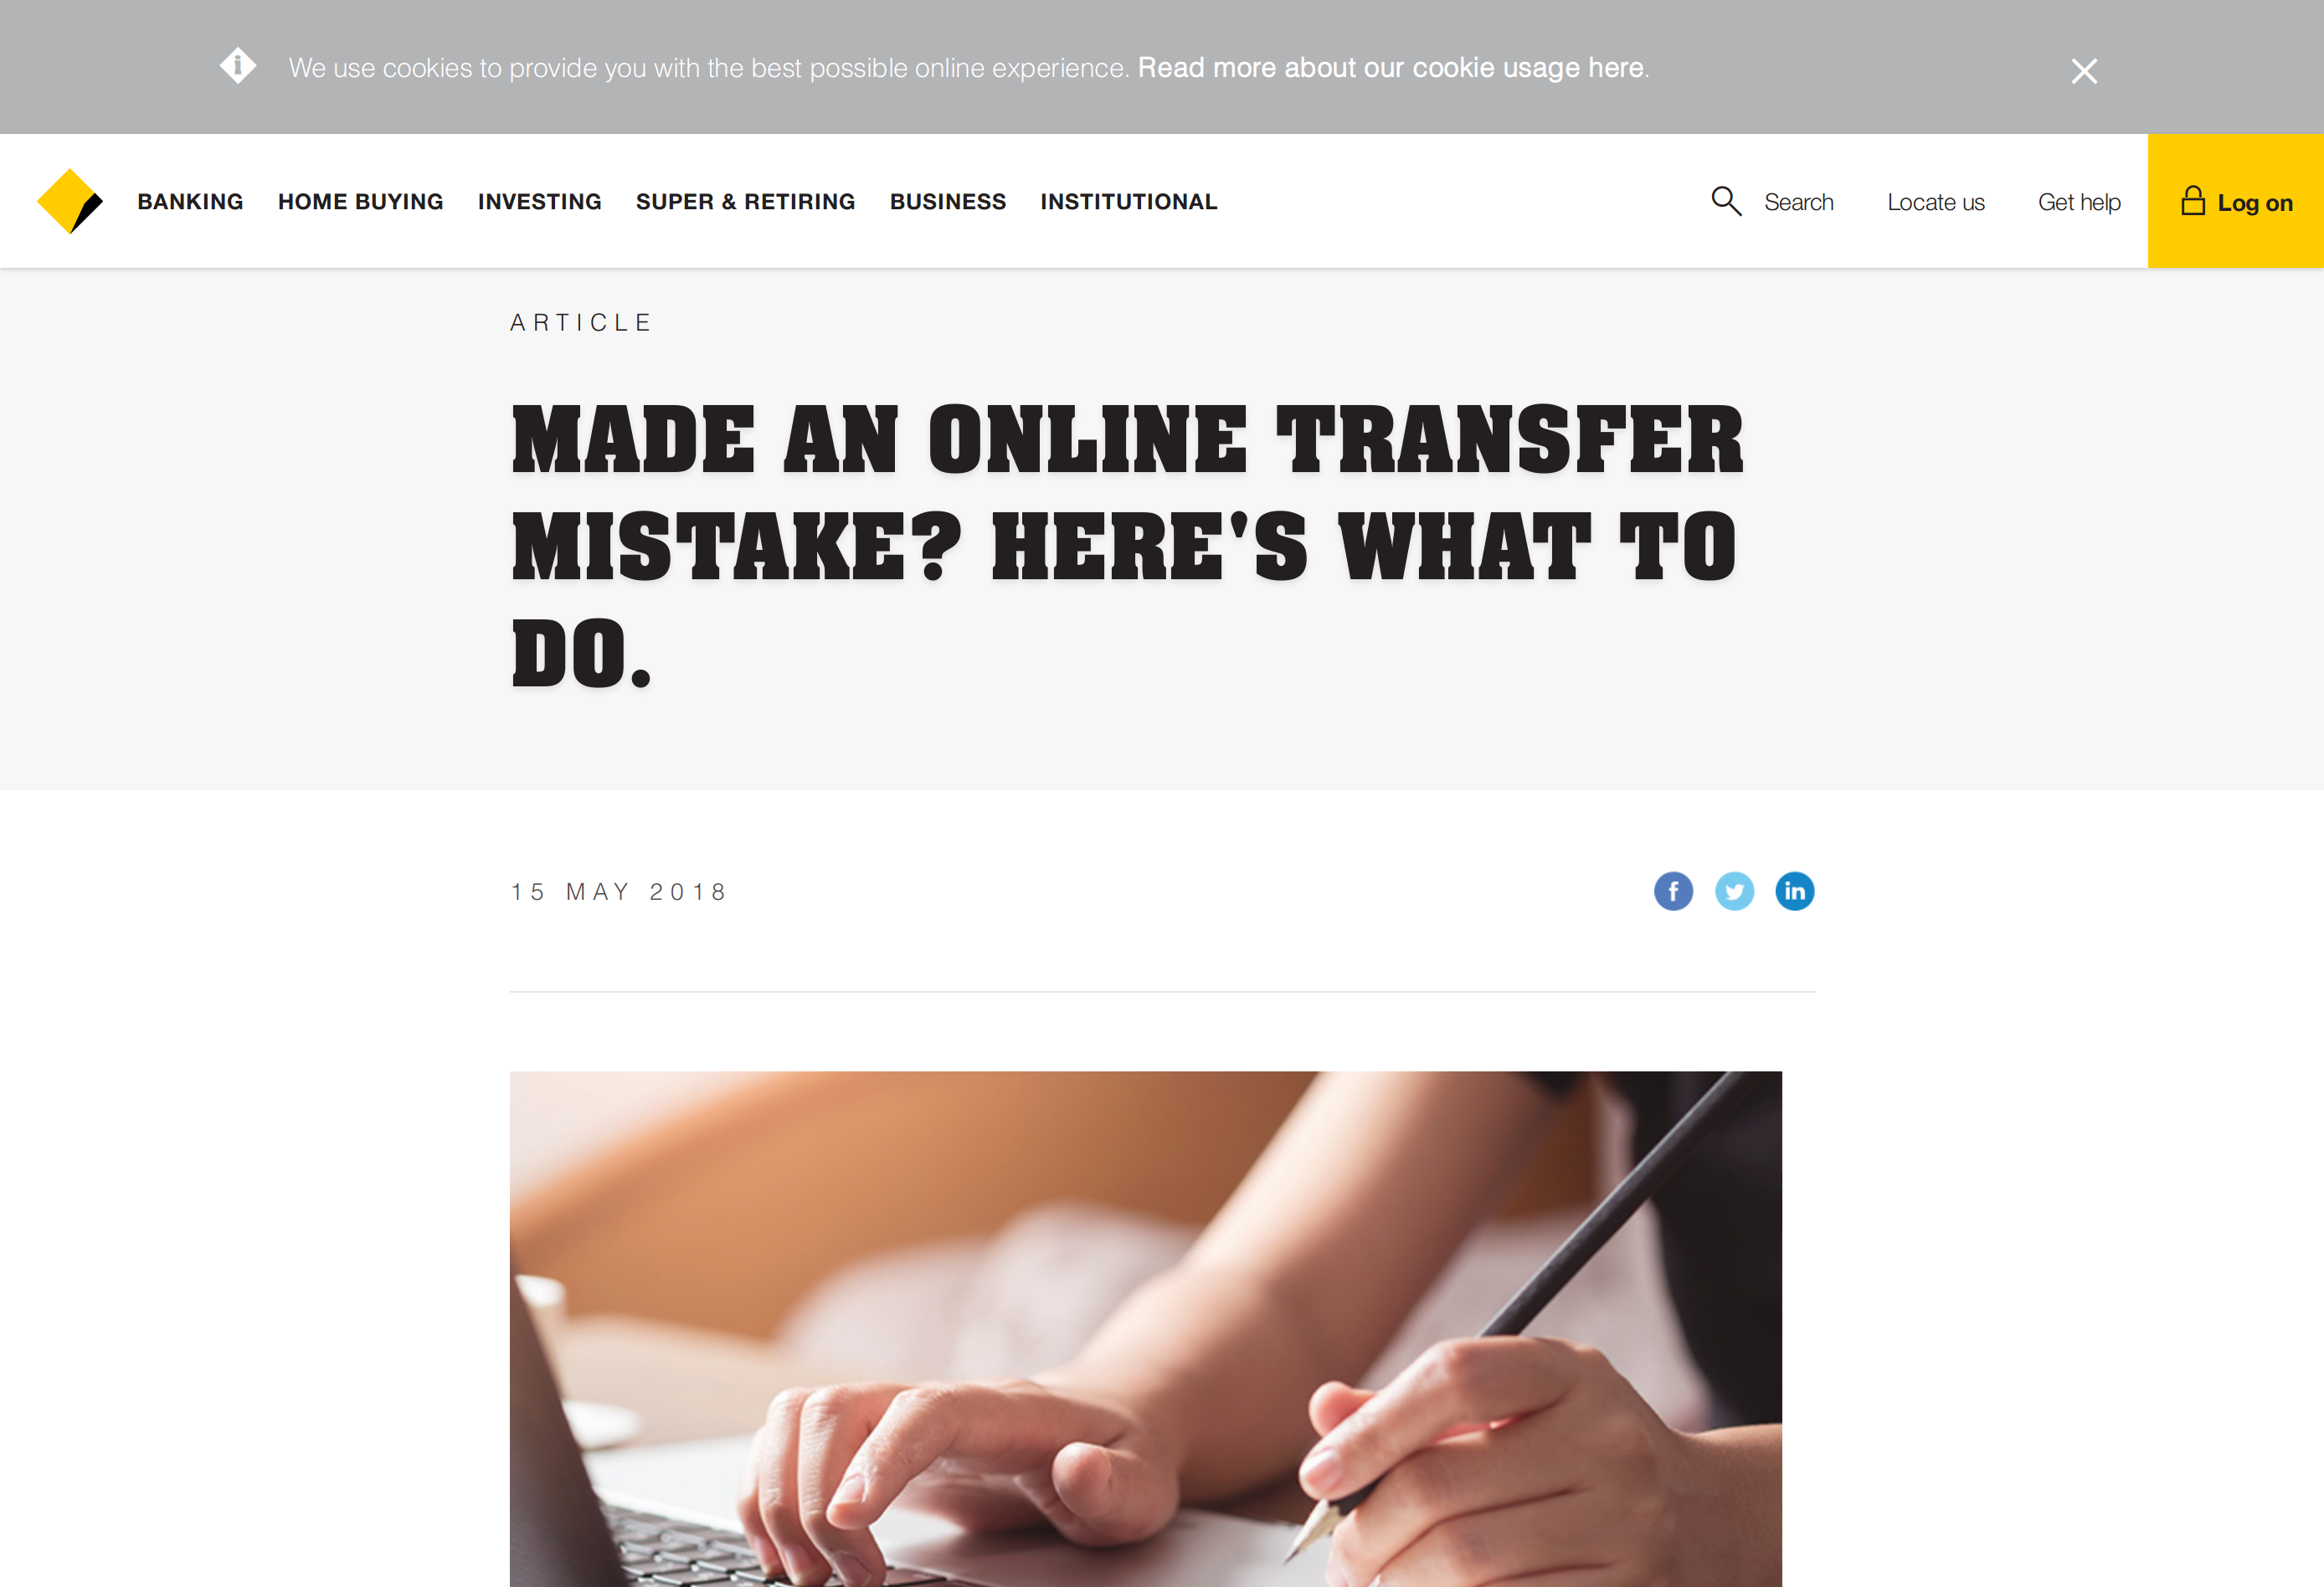 We use cookies to provide you with the best possible online experience. Read more about our cookie usage here.
BANKING HOME BUYING INVESTING SUPER & RETIRING BUSINESS INSTITUTIONAL Search Locate us Get help Log on
ARTICLE
MADE AN ONLINE TRANSFER
MISTAKE? HERE'S WHAT TO
DO.
15 MAY 2018